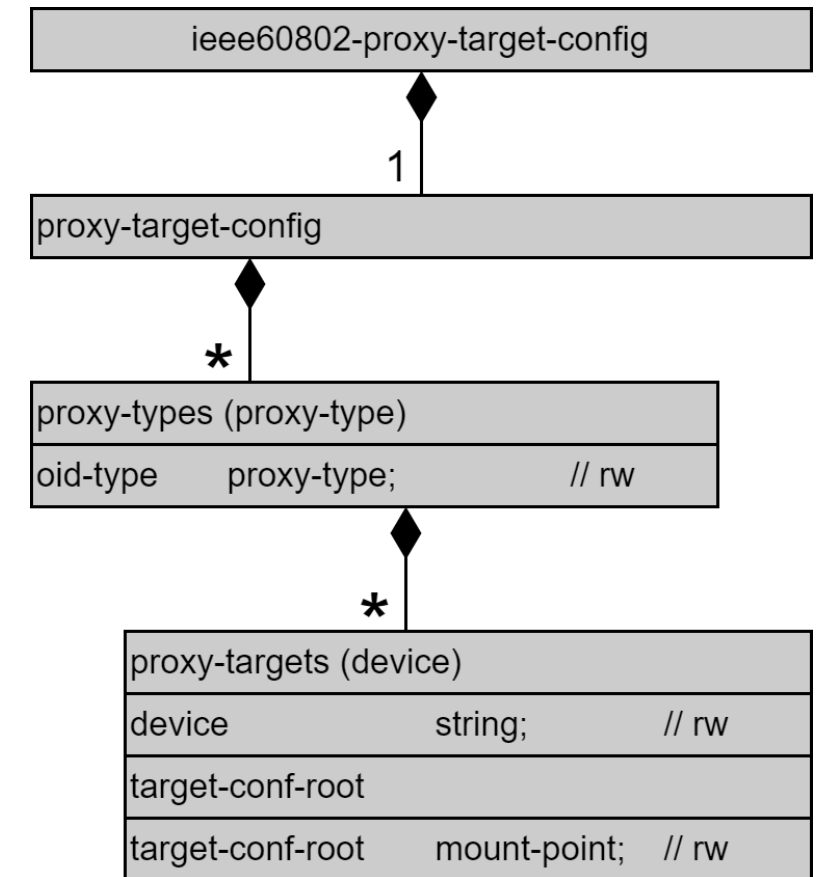 ieee60802-proxy-target-config
1
proxy-target-config
*
proxy-types (proxy-type)
oid-type proxy-type; // rw
*
proxy-targets (device)
device string; // rw
target-conf-root
target-conf-root mount-point; // rw